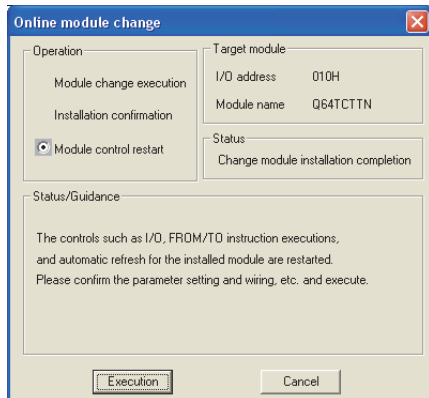 Online module change
Operation
Module change execution
Installation confirmation
Module control restart
Target module
I/O address 010H
Module name Q64TCTTN
Status
Change module installation completion
Status/Guidance
The controls such as I/O, FROM/TO instruction executions,
and automatic refresh for the installed module are restarted.
Please confirm the parameter setting and wiring, etc. and execute.
Execution Cancel